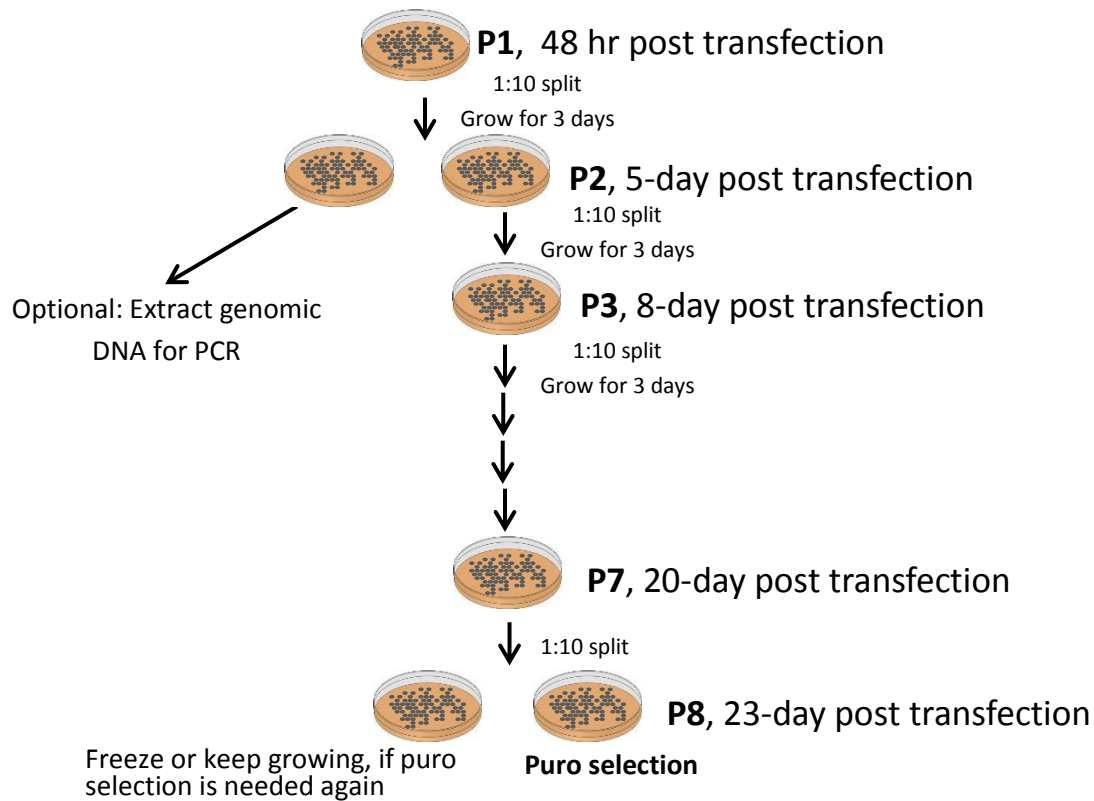 P1, 48 hr post transfection
1:10 split
Grow for 3 days
P2, 5-day post transfection
1:10 split
Grow for 3 days
Optional: Extract genomic
DNA for PCR
P3, 8-day post transfection
1:10 split
Grow for 3 days
P7, 20-day post transfection
1:10 split
P8, 23-day post transfection
Freeze or keep growing, if puro
selection is needed again
Puro selection